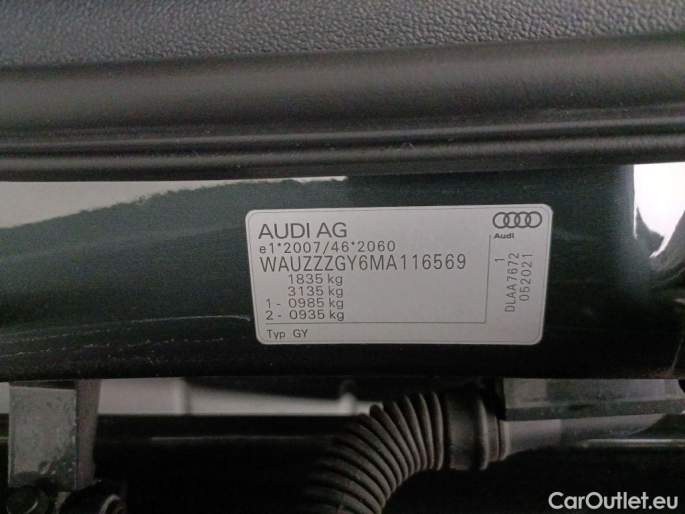 AUDI AG
e1*2007/46*2060
WAUZZZGY6MA116569
1835 kg
3135 kg
1 - 0985 kg
2 - 0935 kg
Typ GY
Audi
1
DLAA7672
052021
CarOutlet.eu